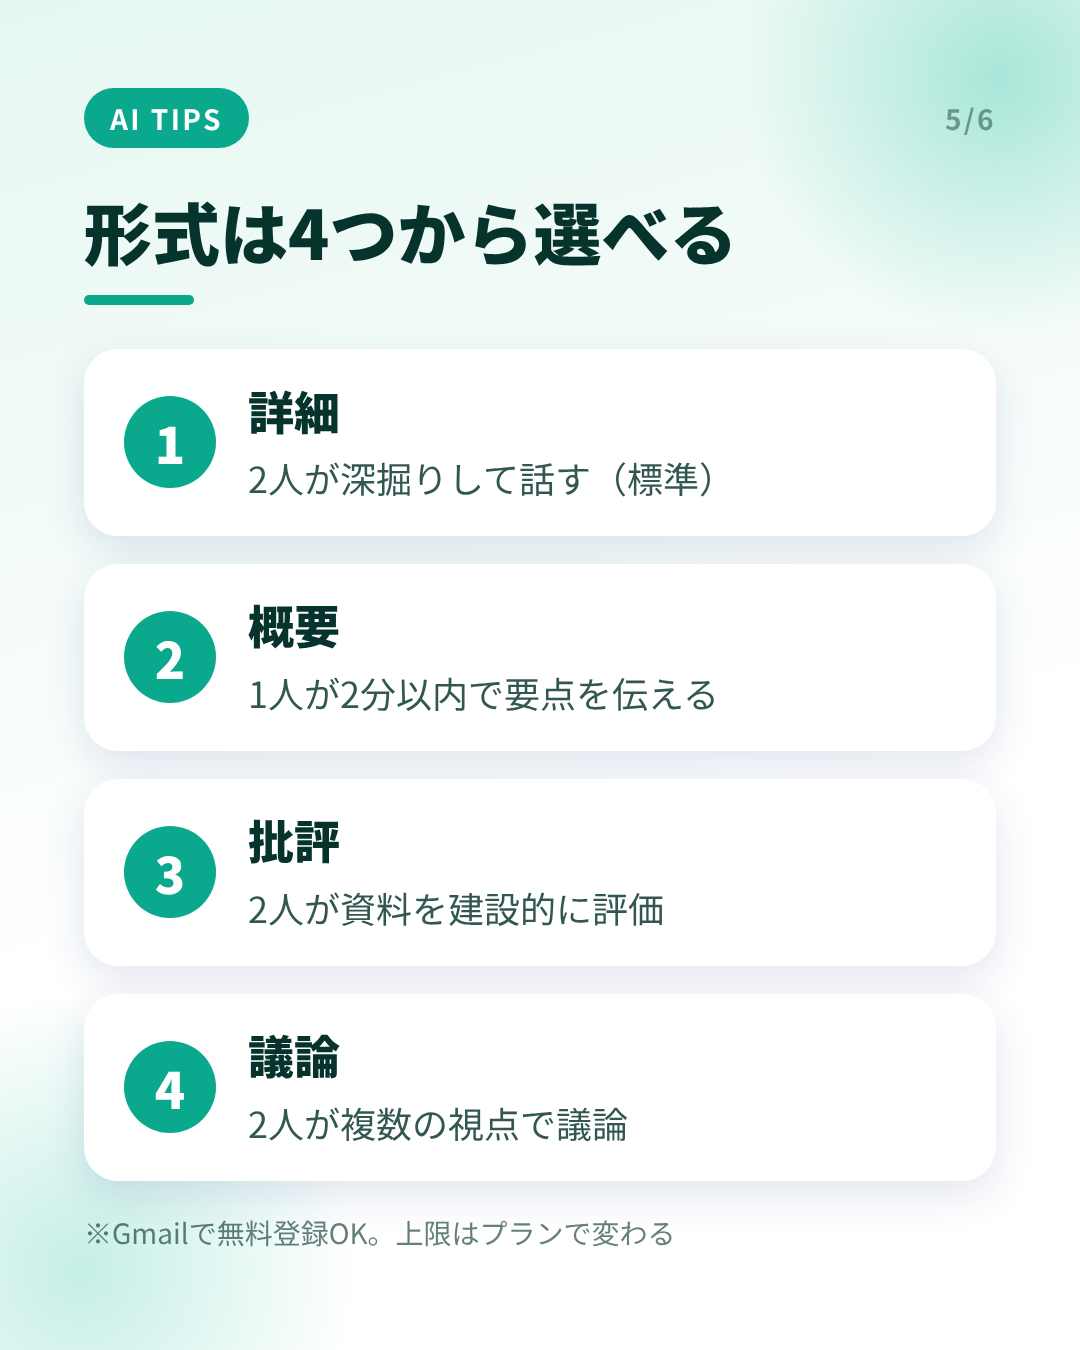 AI TIPS
5/6
形式は4つから選べる
1
詳細
2人が深掘りして話す（標準）
2
概要
1人が2分以内で要点を伝える
3
批評
2人が資料を建設的に評価
4
議論
2人が複数の視点で議論
※Gmailで無料登録OK。上限はプランで変わる